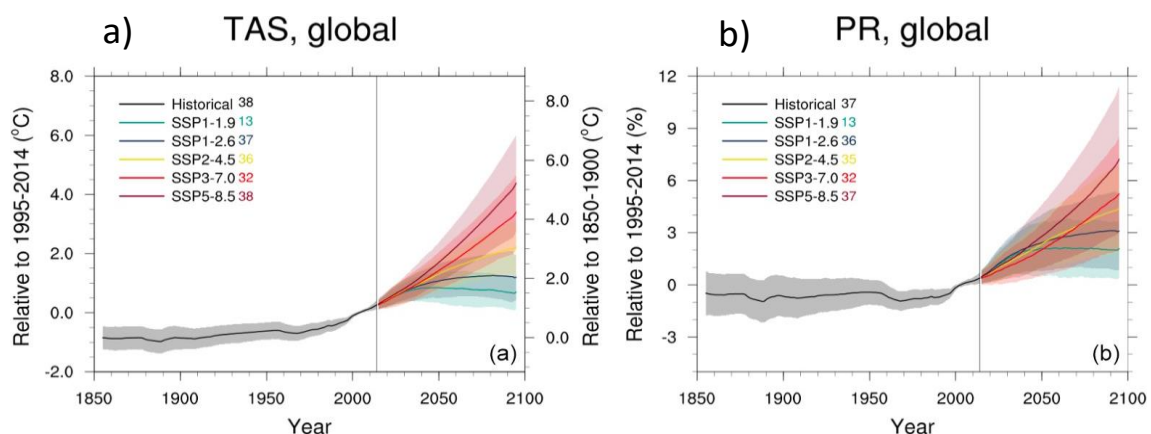 a) TAS, global
8.0
6.0
4.0
2.0
0.0
-2.0
Relative to 1995-2014 (°C)
Historical 38
SSP1-1.9 13
SSP1-2.6 37
SSP2-4.5 36
SSP3-7.0 32
SSP5-8.5 38
(a)
8.0
6.0
4.0
2.0
0.0
Relative to 1850-1900 (°C)
1850 1900 1950 2000 2050 2100
Year
b) PR, global
12
9
6
3
0
-3
Relative to 1995-2014 (%)
Historical 37
SSP1-1.9 13
SSP1-2.6 36
SSP2-4.5 35
SSP3-7.0 32
SSP5-8.5 37
(b)
1850 1900 1950 2000 2050 2100
Year